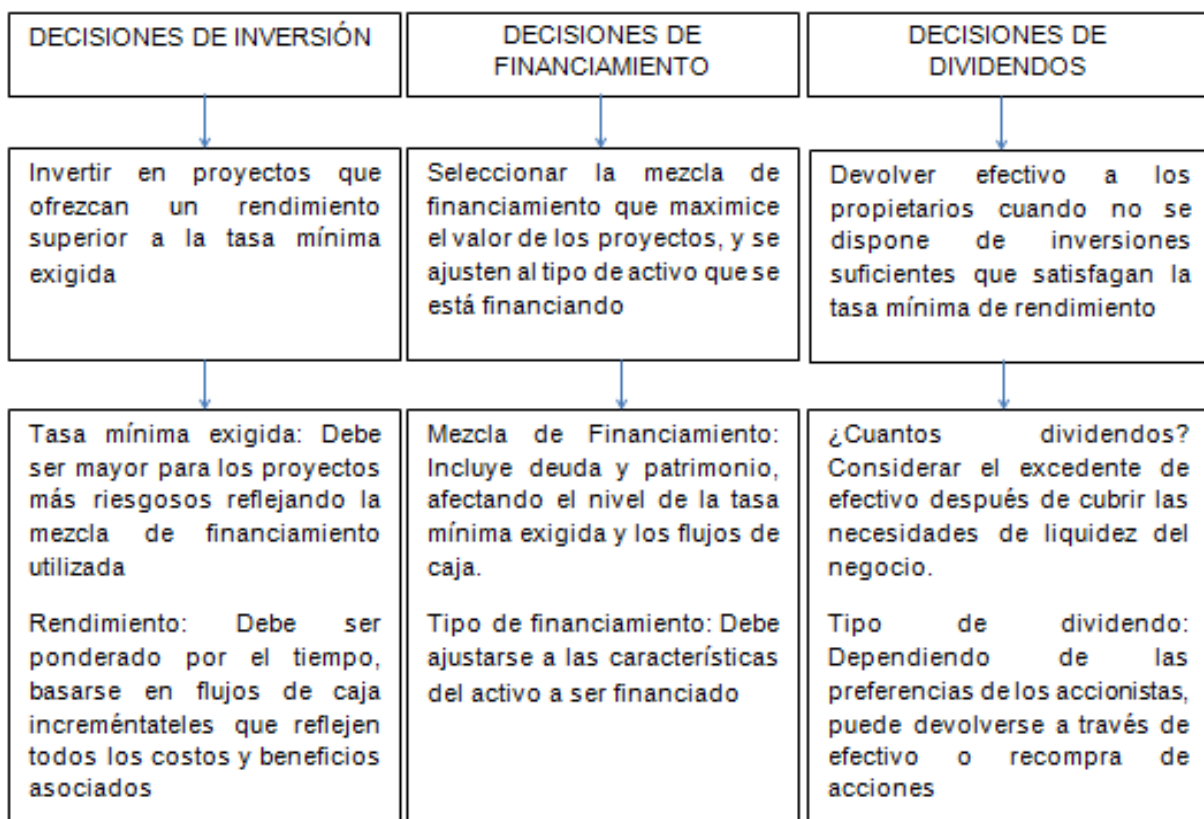 DECISIONES DE INVERSIÓN
DECISIONES DE
FINANCIAMIENTO
DECISIONES DE
DIVIDENDOS
Invertir en proyectos que
ofrezcan un rendimiento
superior a la tasa mínima
exigida
Seleccionar la mezcla de
financiamiento que maximice
el valor de los proyectos, y se
ajusten al tipo de activo que se
está financiando
Devolver efectivo a los
propietarios cuando no se
dispone de inversiones
suficientes que satisfagan la
tasa mínima de rendimiento
Tasa mínima exigida: Debe
ser mayor para los proyectos
más riesgosos reflejando la
mezcla de financiamiento
utilizada
Rendimiento: Debe ser
ponderado por el tiempo,
basarse en flujos de caja
increméntateles que reflejen
todos los costos y beneficios
asociados
Mezcla de Financiamiento:
Incluye deuda y patrimonio,
afectando el nivel de la tasa
mínima exigida y los flujos de
caja.
Tipo de financiamiento: Debe
ajustarse a las características
del activo a ser financiado
¿Cuantos dividendos?
Considerar el excedente de
efectivo después de cubrir las
necesidades de liquidez del
negocio.
Tipo de dividendo:
Dependiendo de las
preferencias de los accionistas,
puede devolverse a través de
efectivo o recompra de
acciones